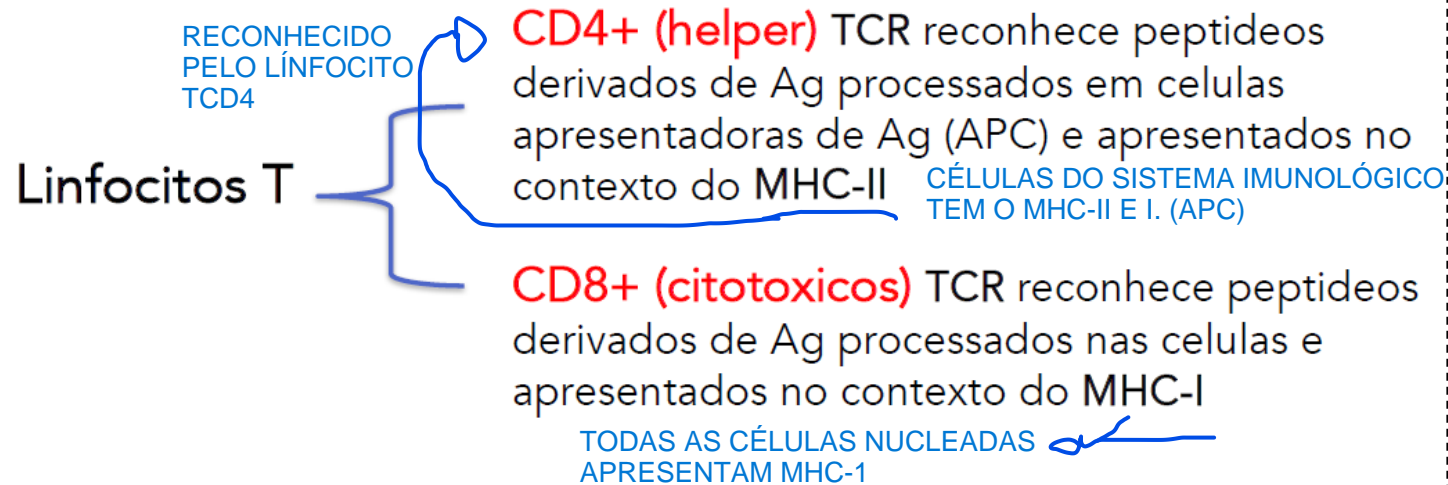 RECONHECIDO
PELO LÍNFOCITO
TCD4
Linfocitos T
CD4+ (helper) TCR reconhece peptideos
derivados de Ag processados em celulas
apresentadoras de Ag (APC) e apresentados no
contexto do MHC-II
CÉLULAS DO SISTEMA IMUNOLÓGICO
TEM O MHC-II E I. (APC)
CD8+ (citotoxicos) TCR reconhece peptideos
derivados de Ag processados nas celulas e
apresentados no contexto do MHC-I
TODAS AS CÉLULAS NUCLEADAS
APRESENTAM MHC-1